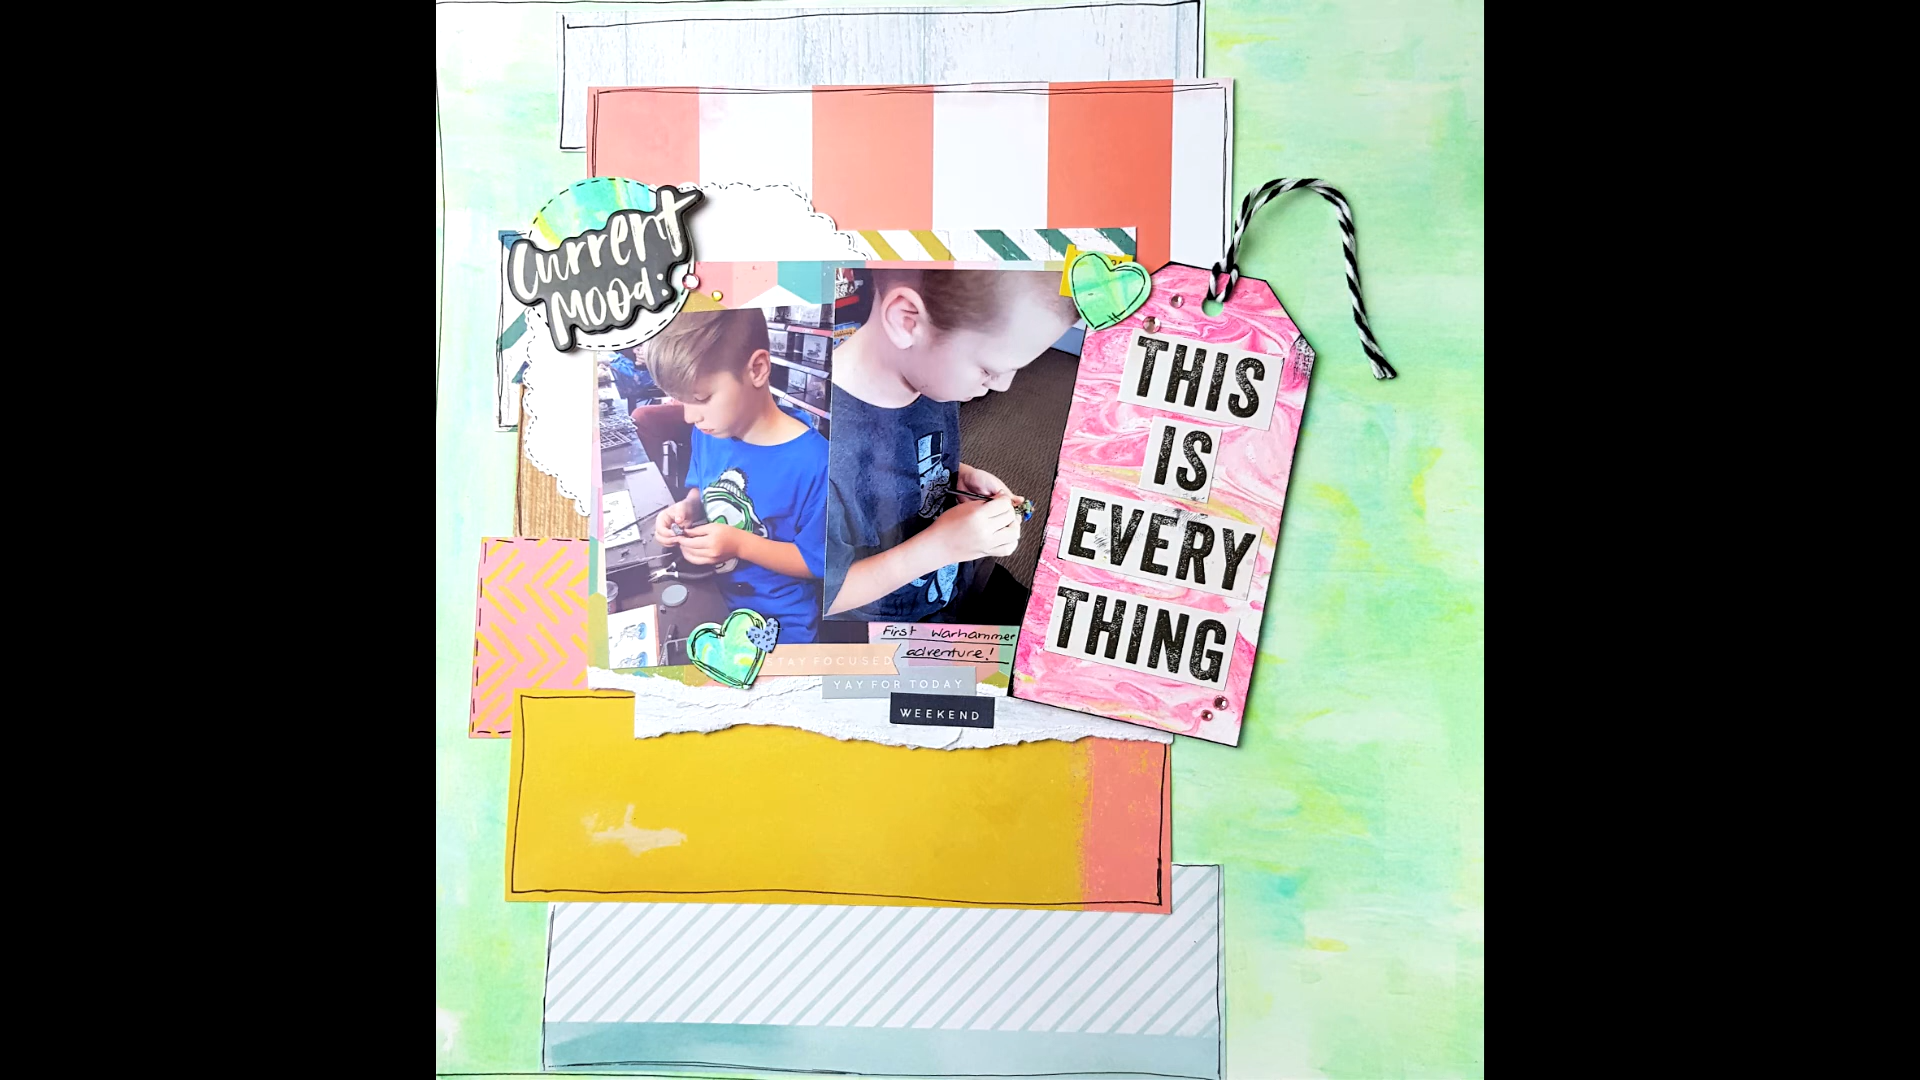 Current
Mood:
THIS
IS
EVERY
THING
First Warhammer
adventure!
STAY FOCUSED
YAY FOR TODAY
WEEKEND